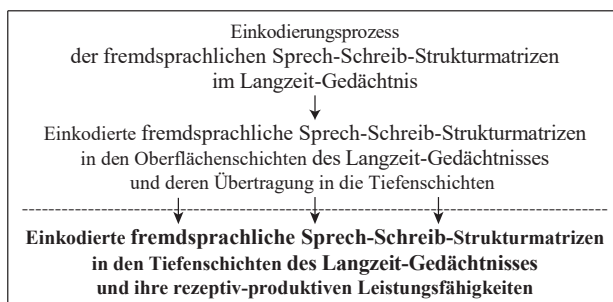 Einkodierungsprozess
der fremdsprachlichen Sprech-Schreib-Strukturmatrizen
im Langzeit-Gedächtnis
Einkodierte fremdsprachliche Sprech-Schreib-Strukturmatrizen
in den Oberflächenschichten des Langzeit-Gedächtnisses
und deren Übertragung in die Tiefenschichten
Einkodierte fremdsprachliche Sprech-Schreib-Strukturmatrizen
in den Tiefenschichten des Langzeit-Gedächtnisses
und ihre rezeptiv-produktiven Leistungsfähigkeiten